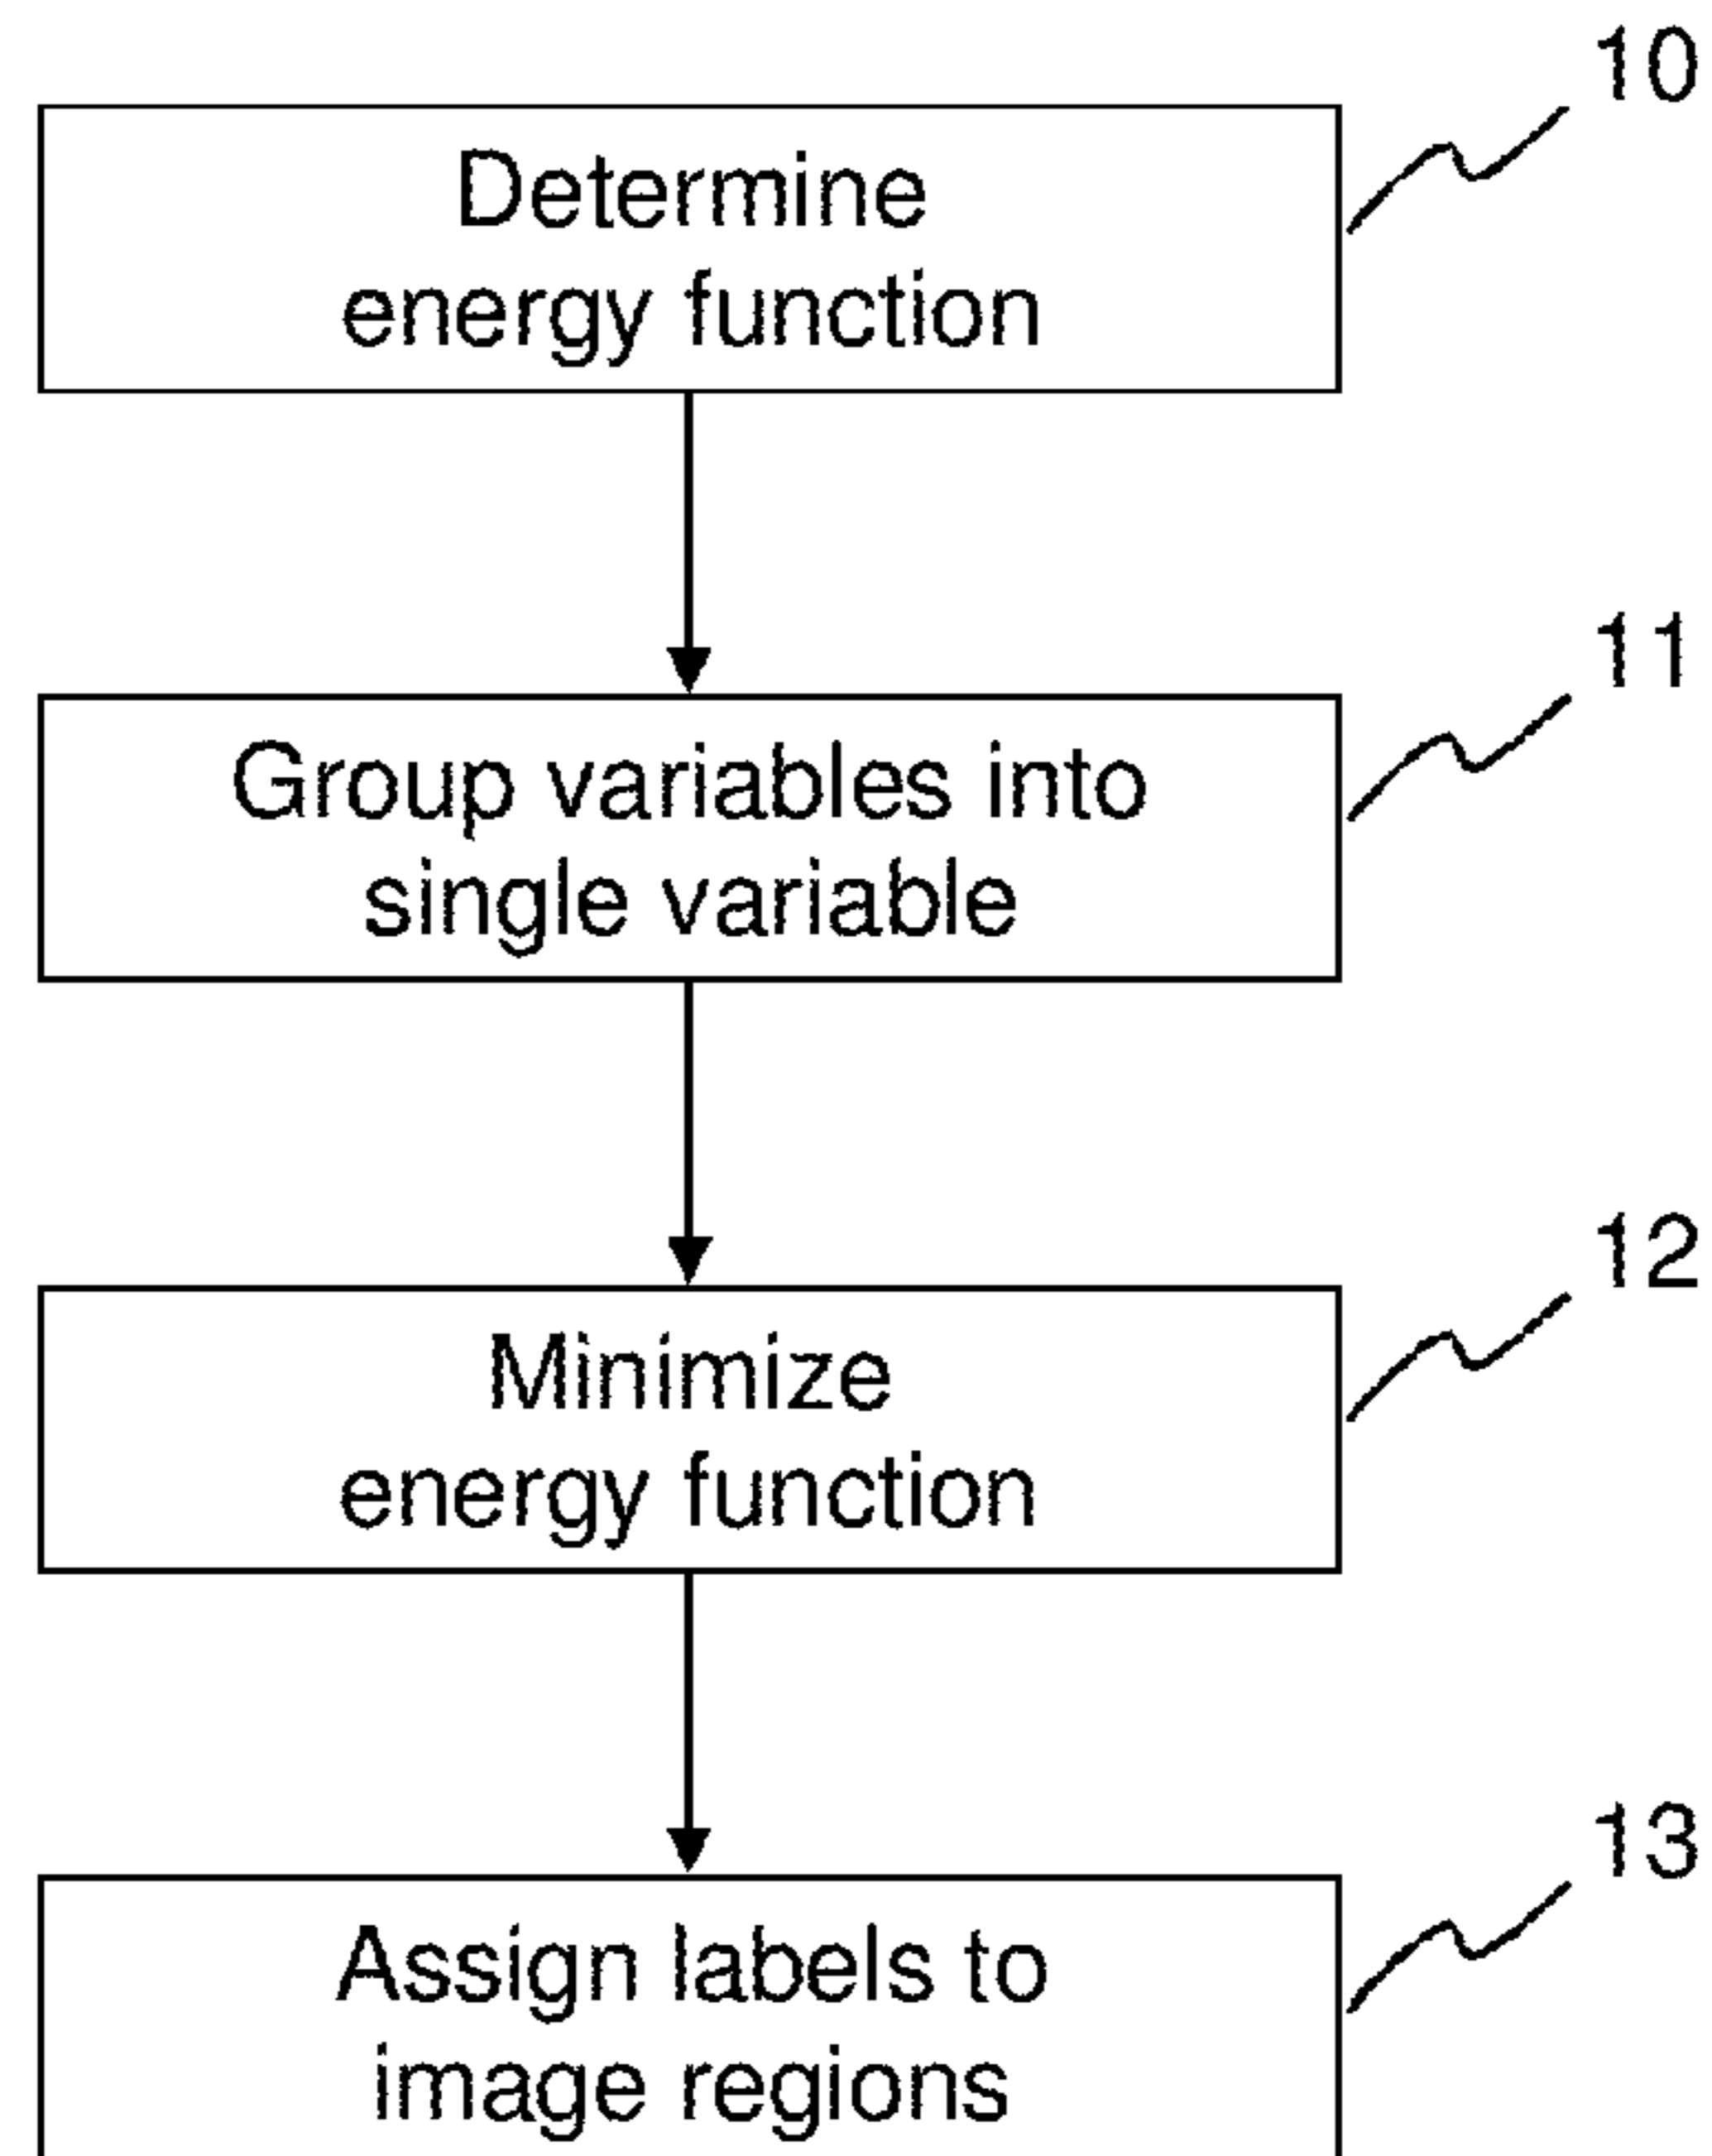 10
Determine
energy function
11
Group variables into
single variable
12
Minimize
energy function
13
Assign labels to
image regions